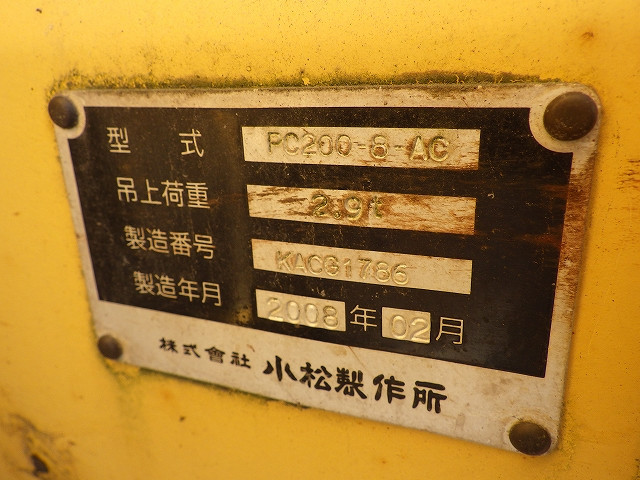 型 式 PC200-8-AC
吊上荷重 2.9t
製造番号 KACG1786
製造年月 2008年02月
株式會社 小松製作所